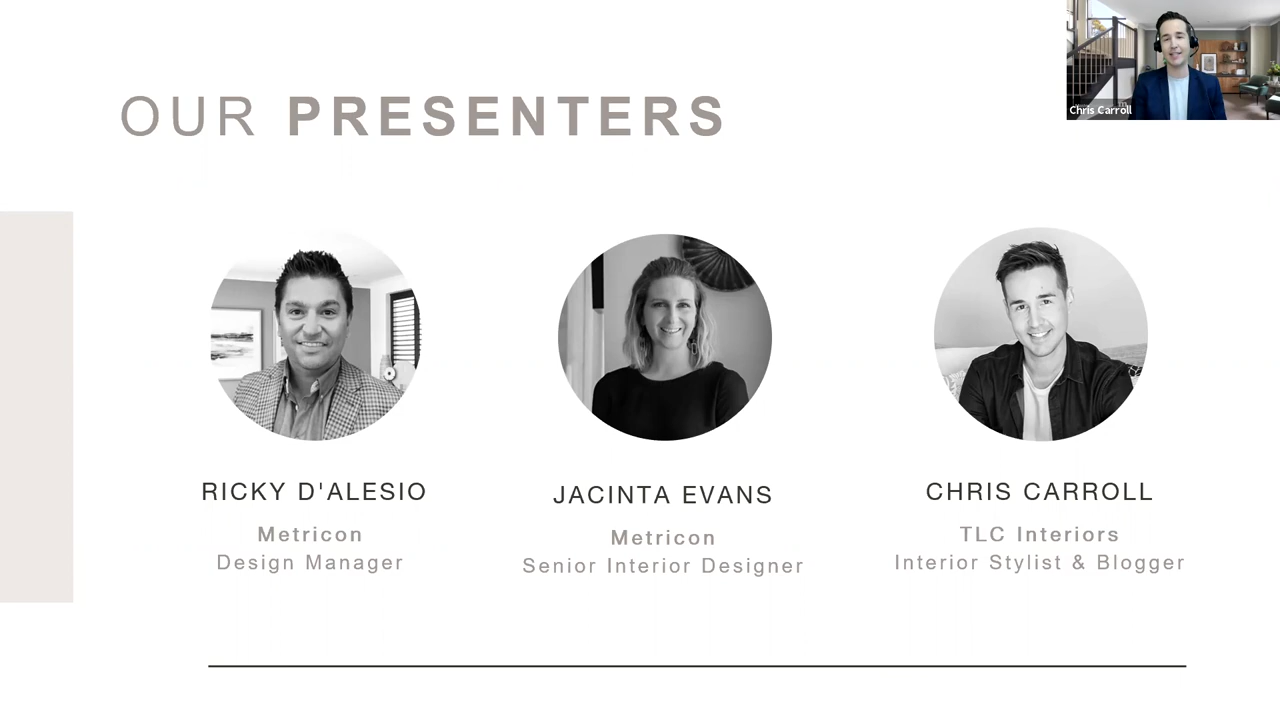 OUR PRESENTERS
Chris Carroll
RICKY D'ALESIO
Metricon
Design Manager
JACINTA EVANS
Metricon
Senior Interior Designer
CHRIS CARROLL
TLC Interiors
Interior Stylist & Blogger